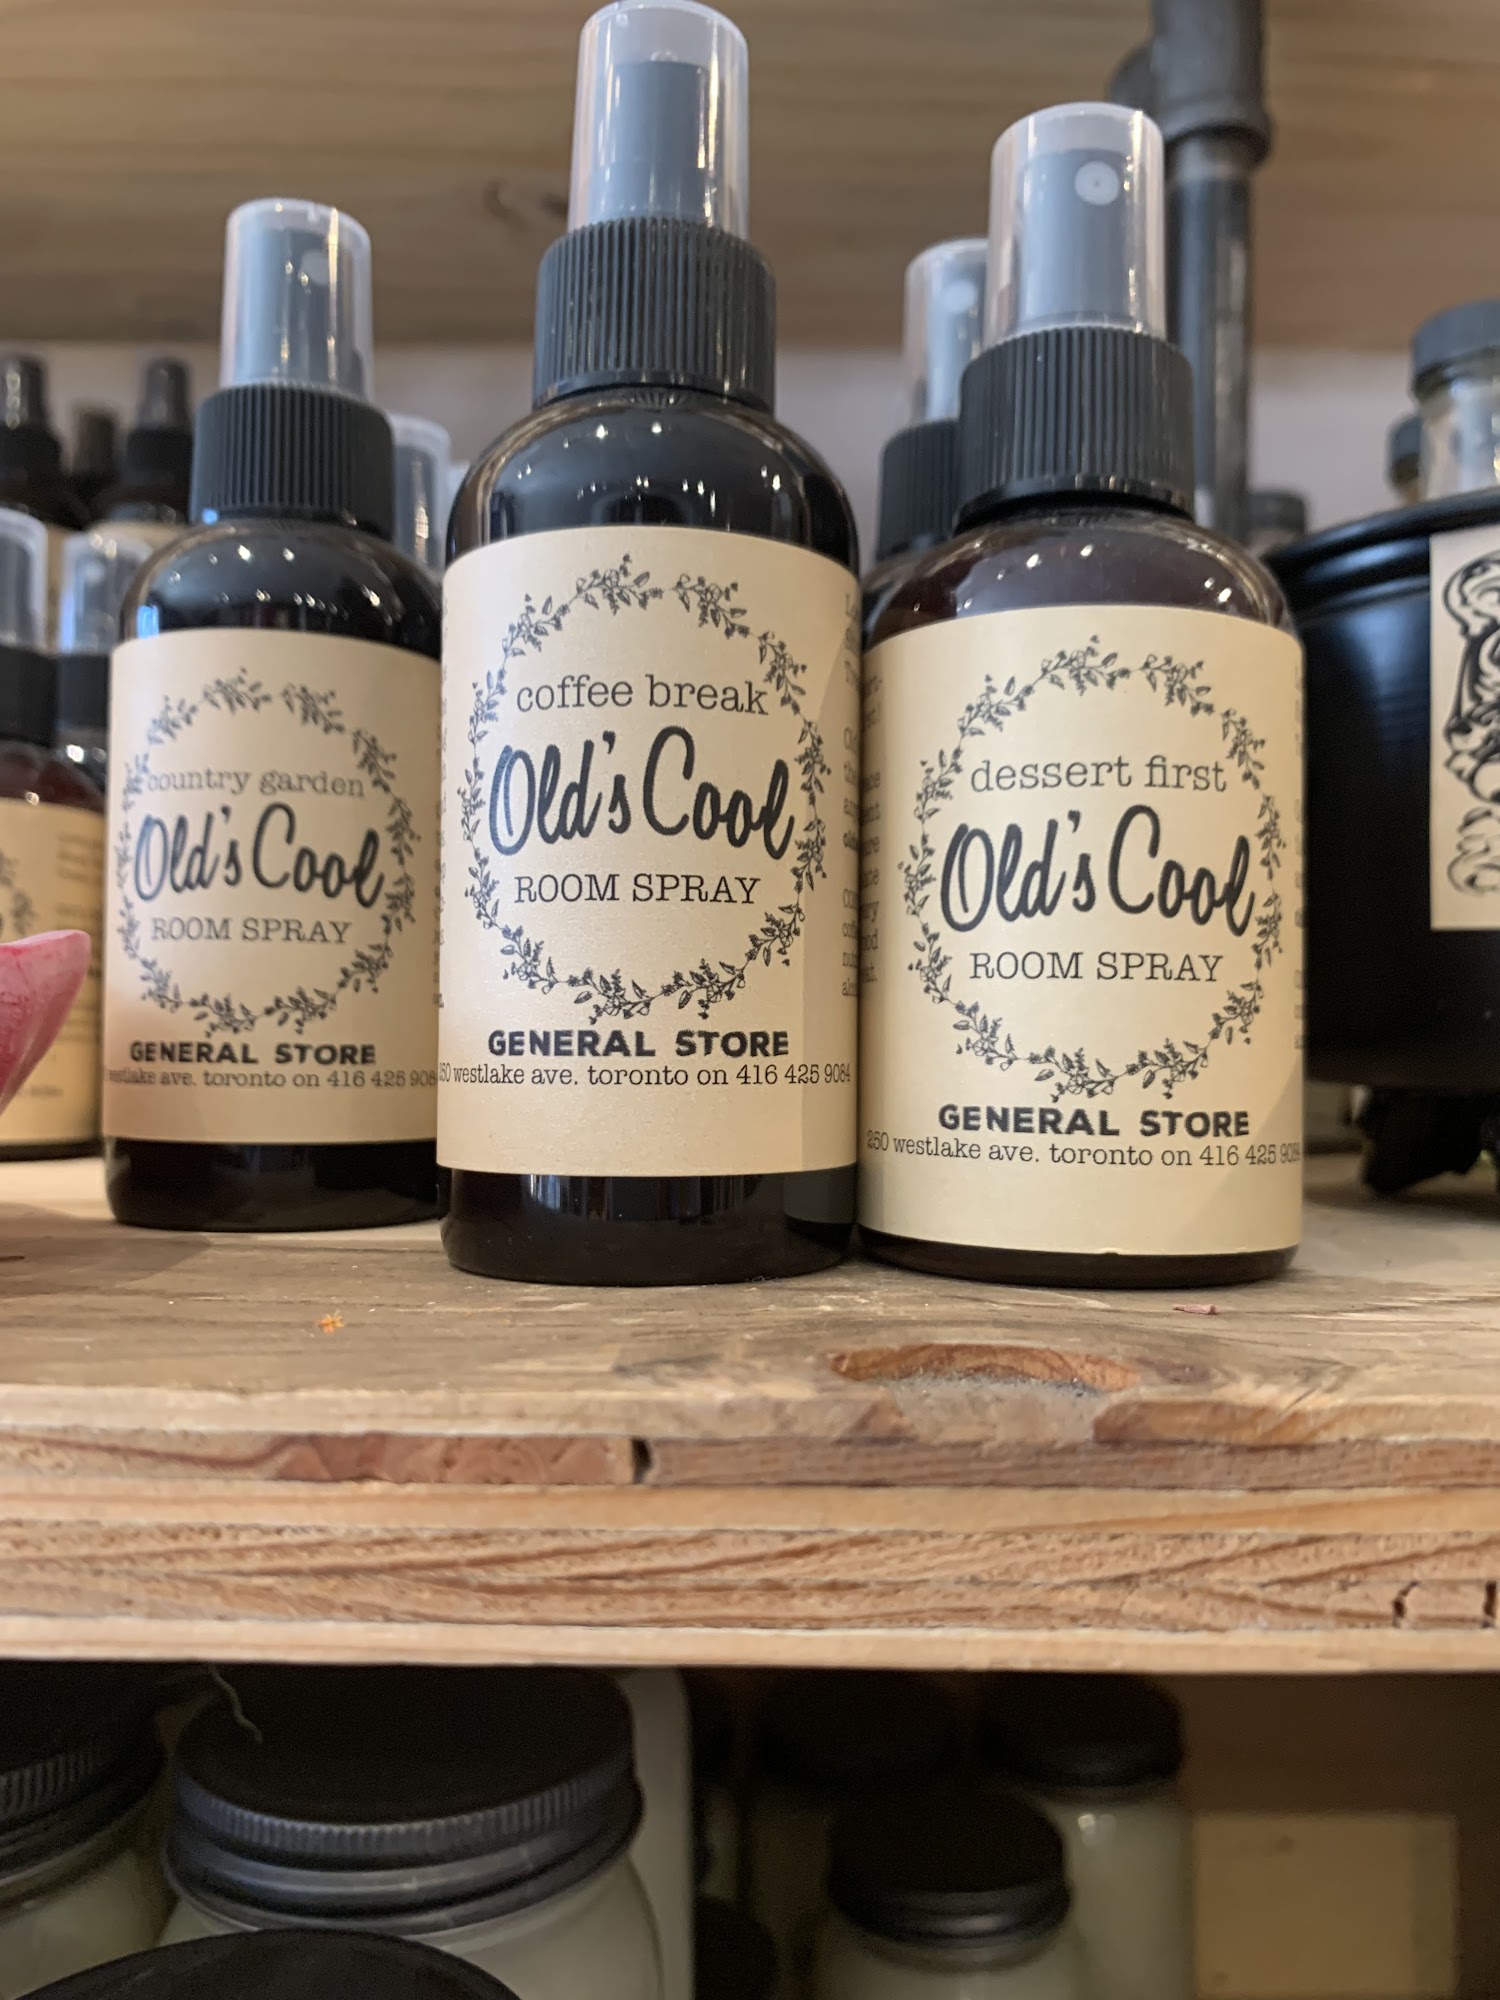 country garden
Old's Cool
ROOM SPRAY
GENERAL STORE
westlake ave. toronto on 416 425 908
coffee break
Old's Cool
ROOM SPRAY
GENERAL STORE
250 westlake ave. toronto on 416 425 9084
dessert first
Old's Cool
ROOM SPRAY
GENERAL STORE
250 westlake ave. toronto on 416 425 9084